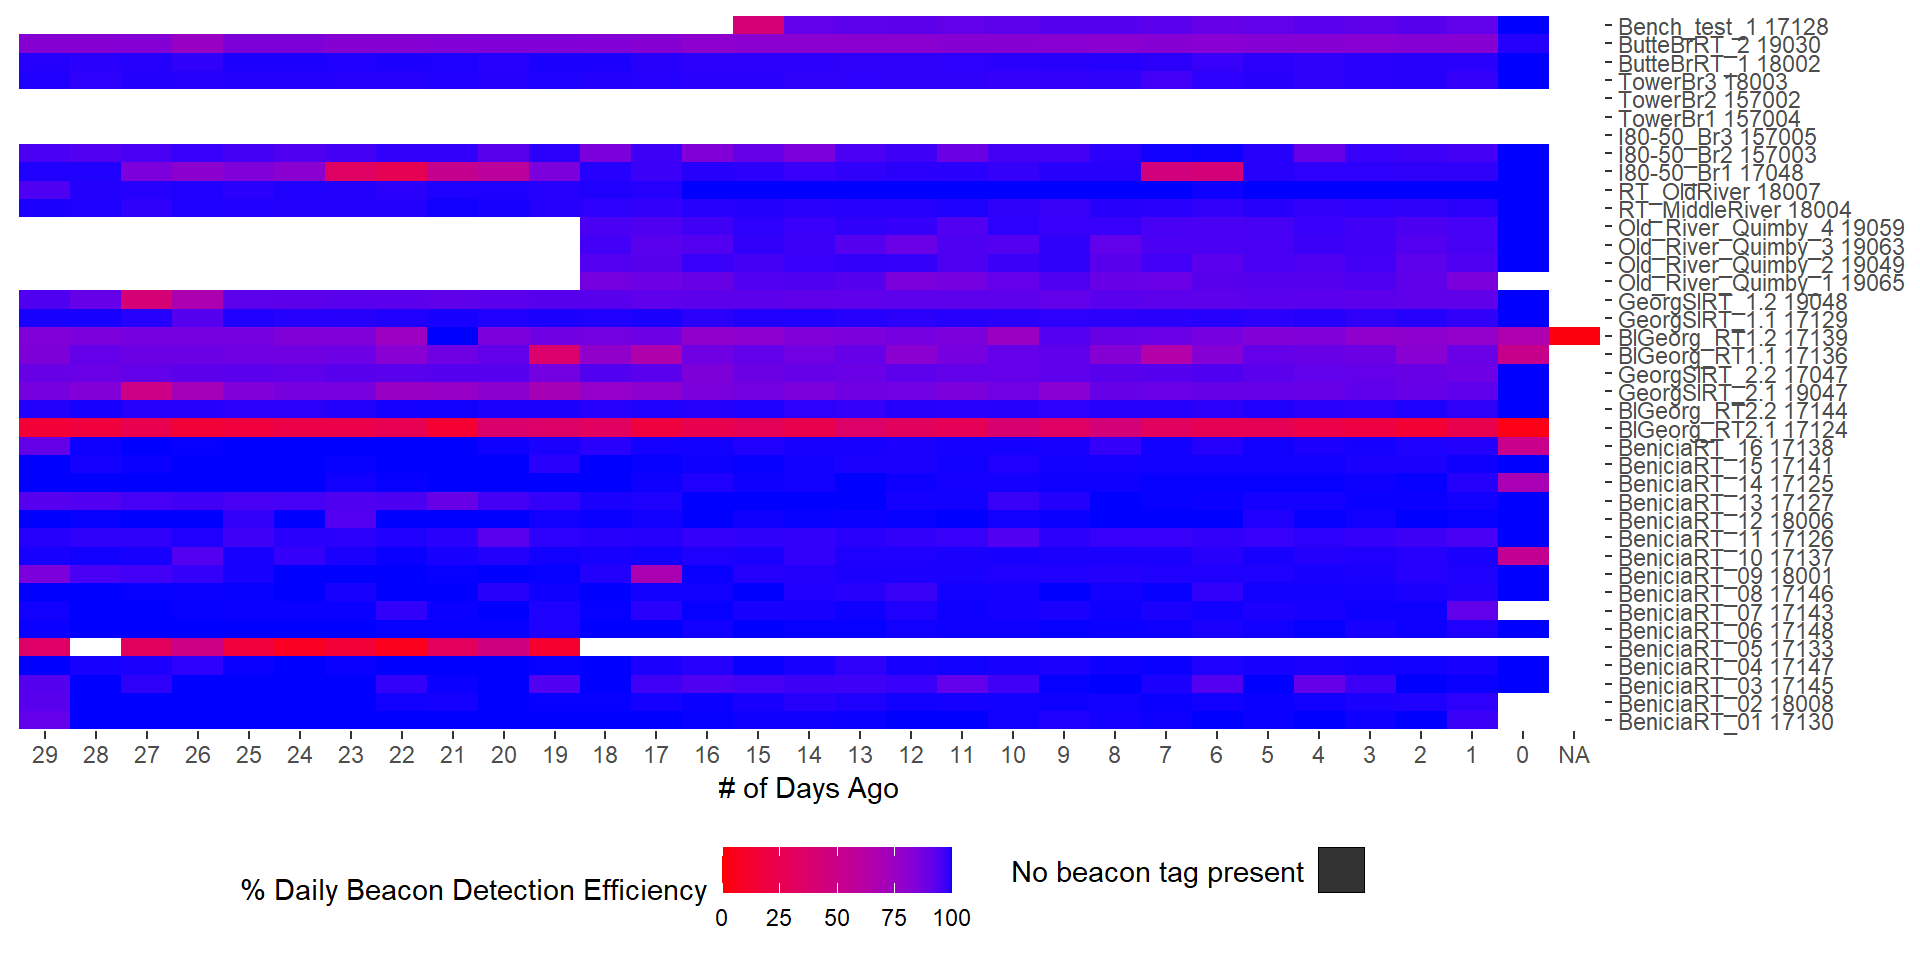 Bench_test_1 17128
ButteBrRT_2 19030
ButteBrRT_1 18002
TowerBr3 18003
TowerBr2 157002
TowerBr1 157004
I80-50_Br3 157005
I80-50_Br2 157003
I80-50_Br1 17048
RT_OldRiver 18007
RT_MiddleRiver 18004
Old_River_Quimby_4 19059
Old_River_Quimby_3 19063
Old_River_Quimby_2 19049
Old_River_Quimby_1 19065
GeorgSlRT_1.2 19048
GeorgSlRT_1.1 17129
BlGeorg_RT1.2 17139
BlGeorg_RT1.1 17136
GeorgSlRT_2.2 17047
GeorgSlRT_2.1 19047
BlGeorg_RT2.2 17144
BlGeorg_RT2.1 17124
BeniciaRT_16 17138
BeniciaRT_15 17141
BeniciaRT_14 17125
BeniciaRT_13 17127
BeniciaRT_12 18006
BeniciaRT_11 17126
BeniciaRT_10 17137
BeniciaRT_09 18001
BeniciaRT_08 17146
BeniciaRT_07 17143
BeniciaRT_06 17148
BeniciaRT_05 17133
BeniciaRT_04 17147
BeniciaRT_03 17145
BeniciaRT_02 18008
BeniciaRT_01 17130
29 28 27 26 25 24 23 22 21 20 19 18 17 16 15 14 13 12 11 10 9 8 7 6 5 4 3 2 1 0 NA
# of Days Ago
% Daily Beacon Detection Efficiency
0 25 50 75 100
No beacon tag present